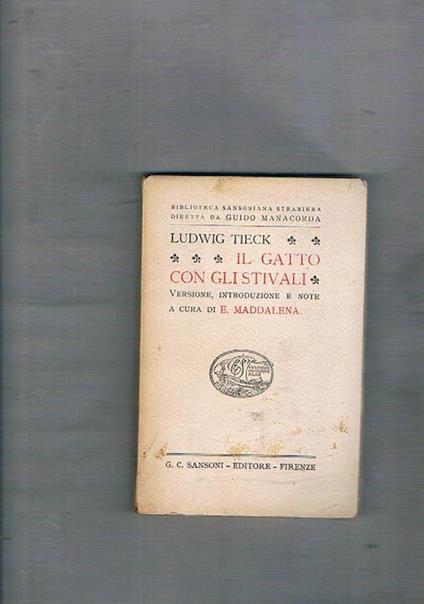 BIBLIOTECA SANSONIANA STRANIERA
DIRETTA DA GUIDO MANACORDA
LUDWIG TIECK
IL GATTO
CON GLI STIVALI
VERSIONE, INTRODUZIONE E NOTE
A CURA DI E. MADDALENA.
G. C. SANSONI - EDITORE - FIRENZE